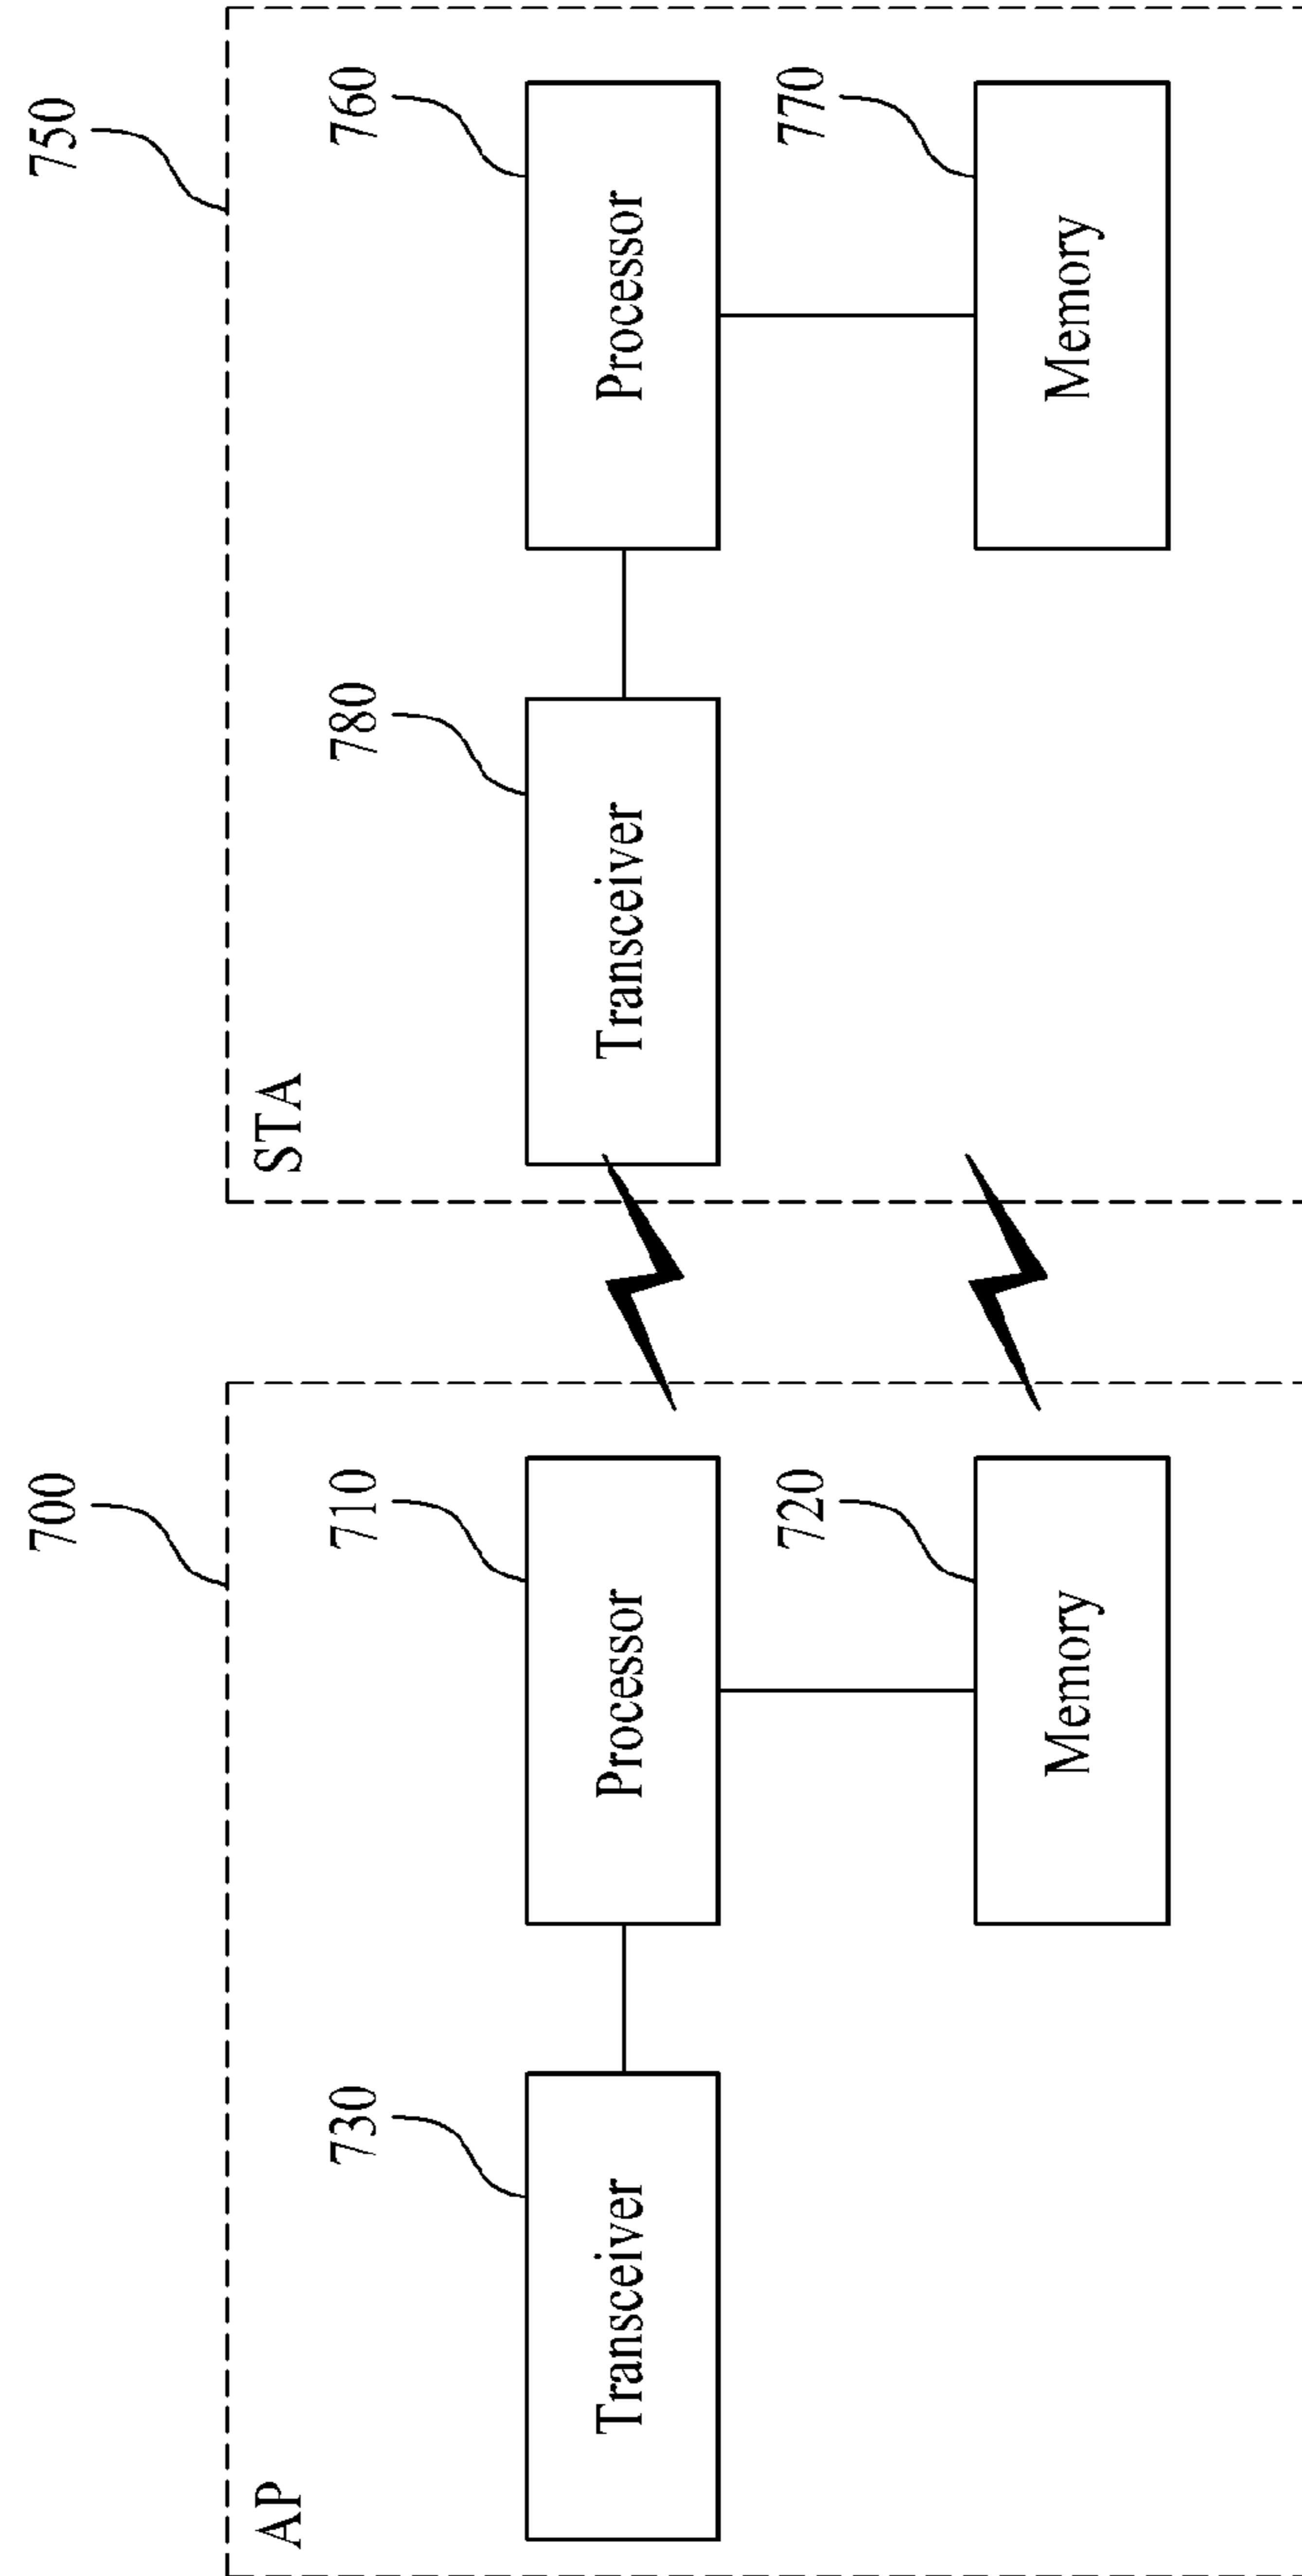 700
750
AP
STA
730
710
780
760
Transceiver
Processor
Transceiver
Processor
720
770
Memory
Memory